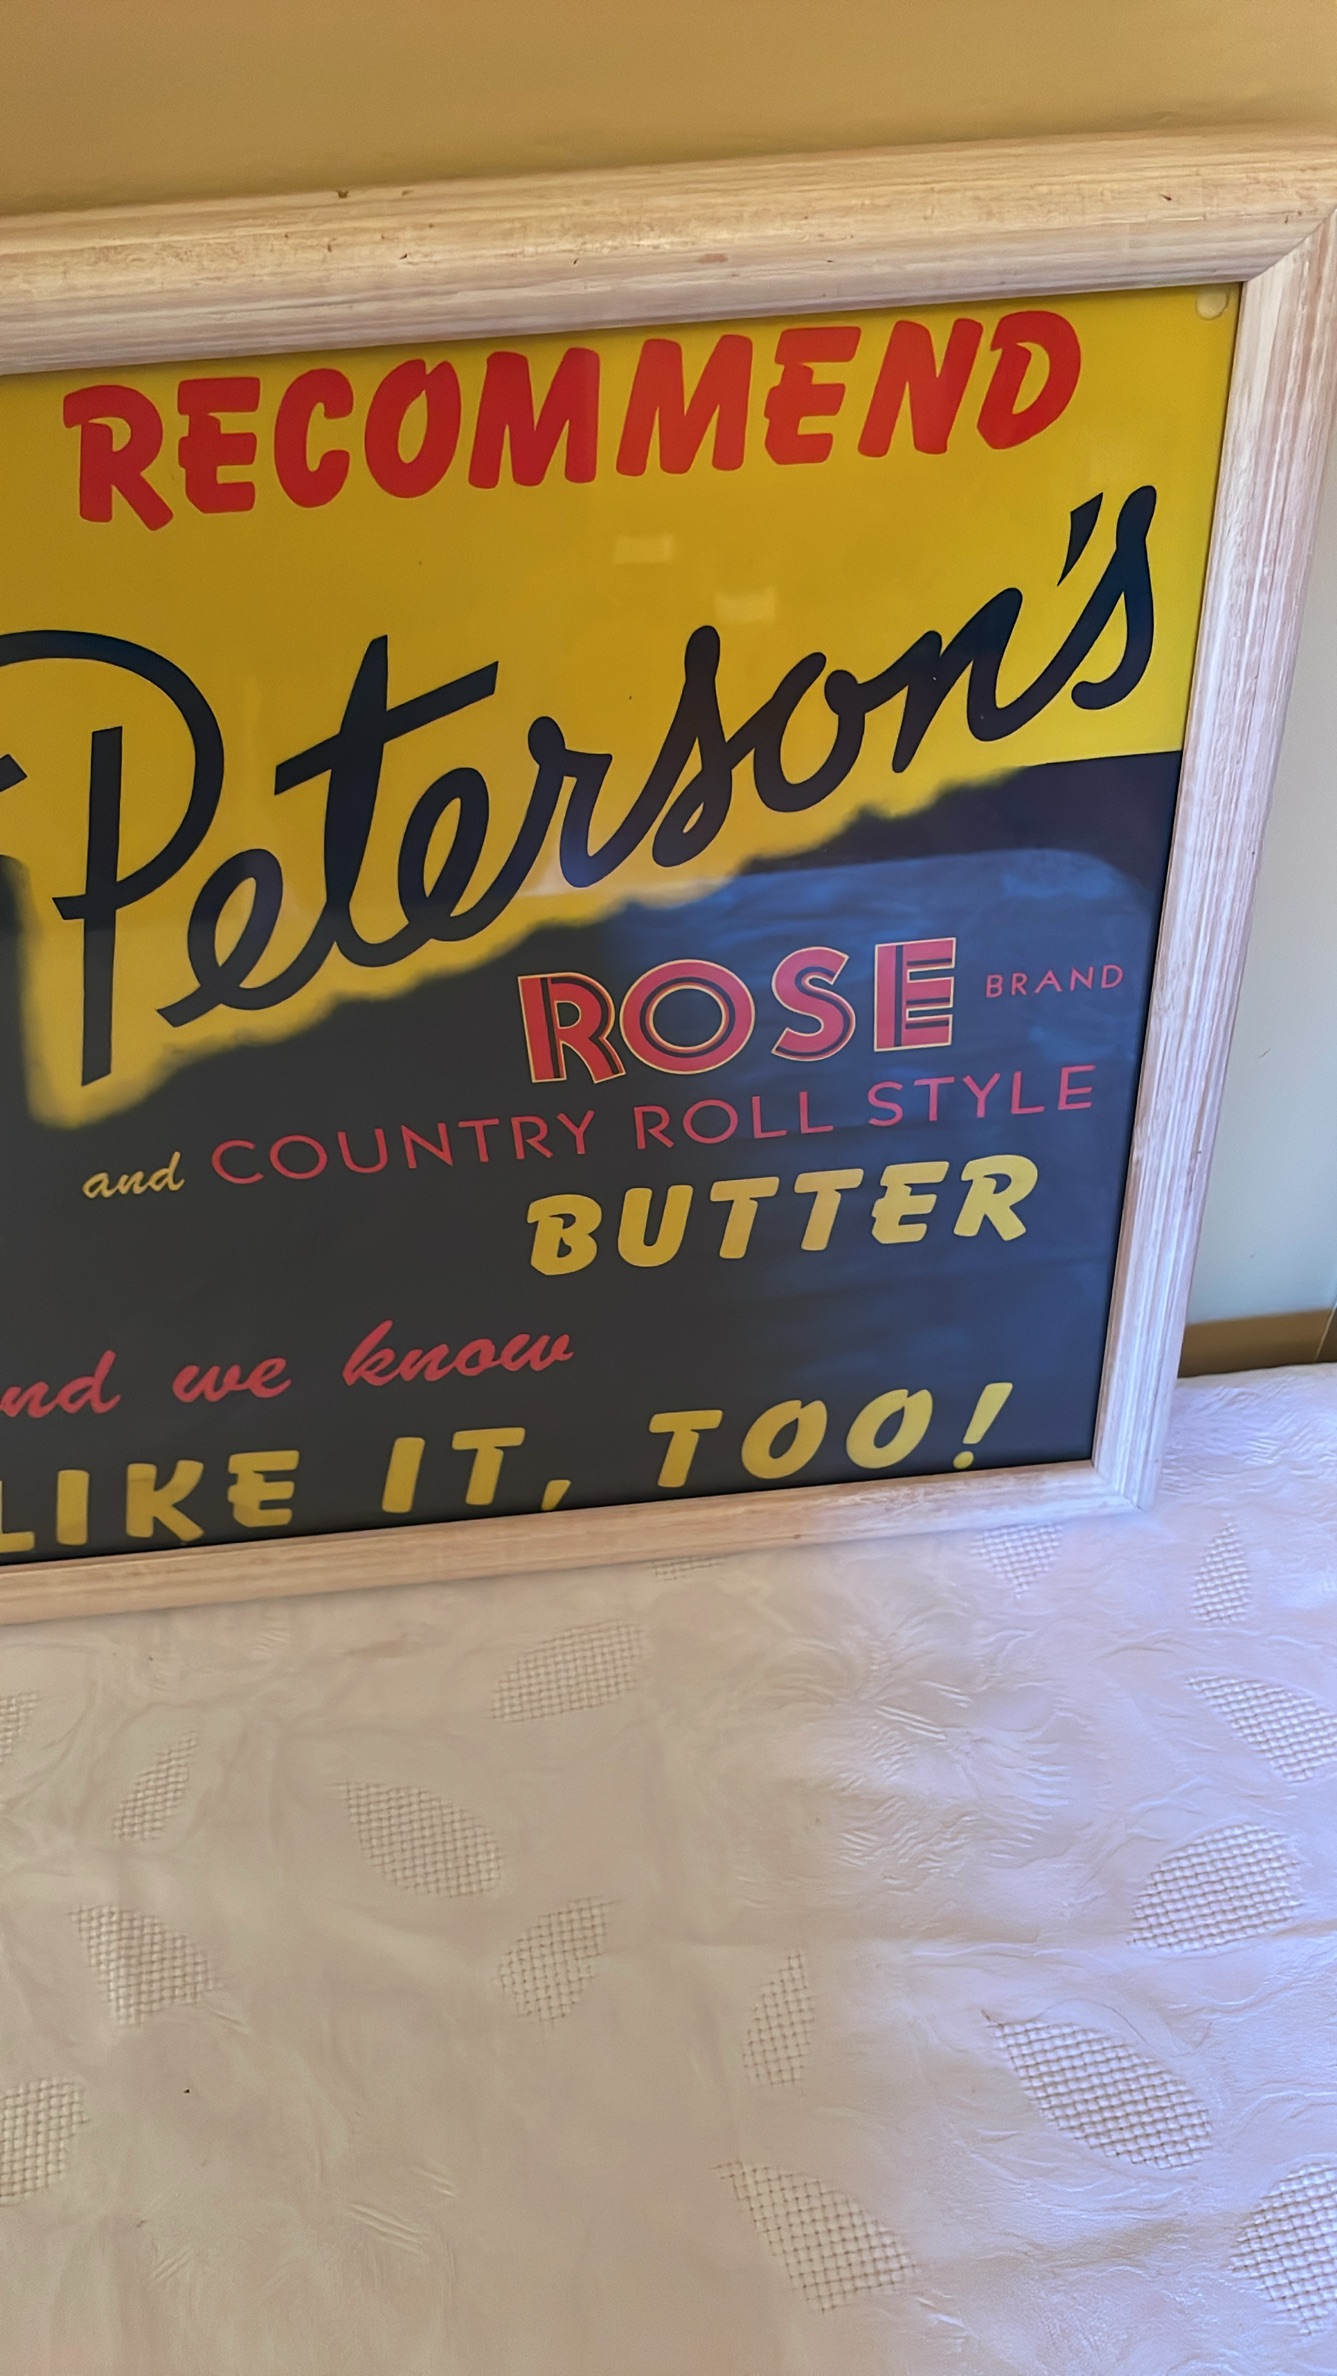 RECOMMEND
Peterson's
ROSE BRAND
and COUNTRY ROLL STYLE
BUTTER
we know
LIKE IT, TOO!